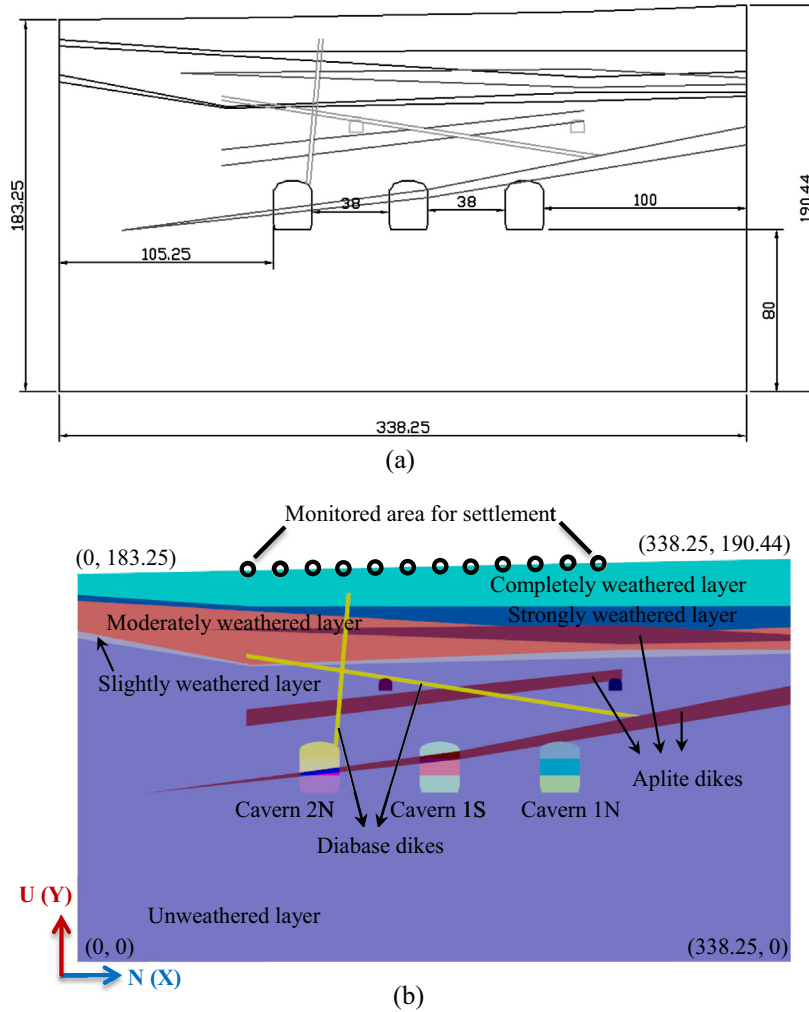 183.25
190.44
38
38
100
105.25
80
338.25
(a)
Monitored area for settlement
(0, 183.25)
(338.25, 190.44)
Completely weathered layer
Moderately weathered layer
Strongly weathered layer
Slightly weathered layer
Aplite dikes
Cavern 2N
Cavern 1S
Cavern 1N
Diabase dikes
U (Y)
Unweathered layer
(0, 0)
(338.25, 0)
N (X)
(b)